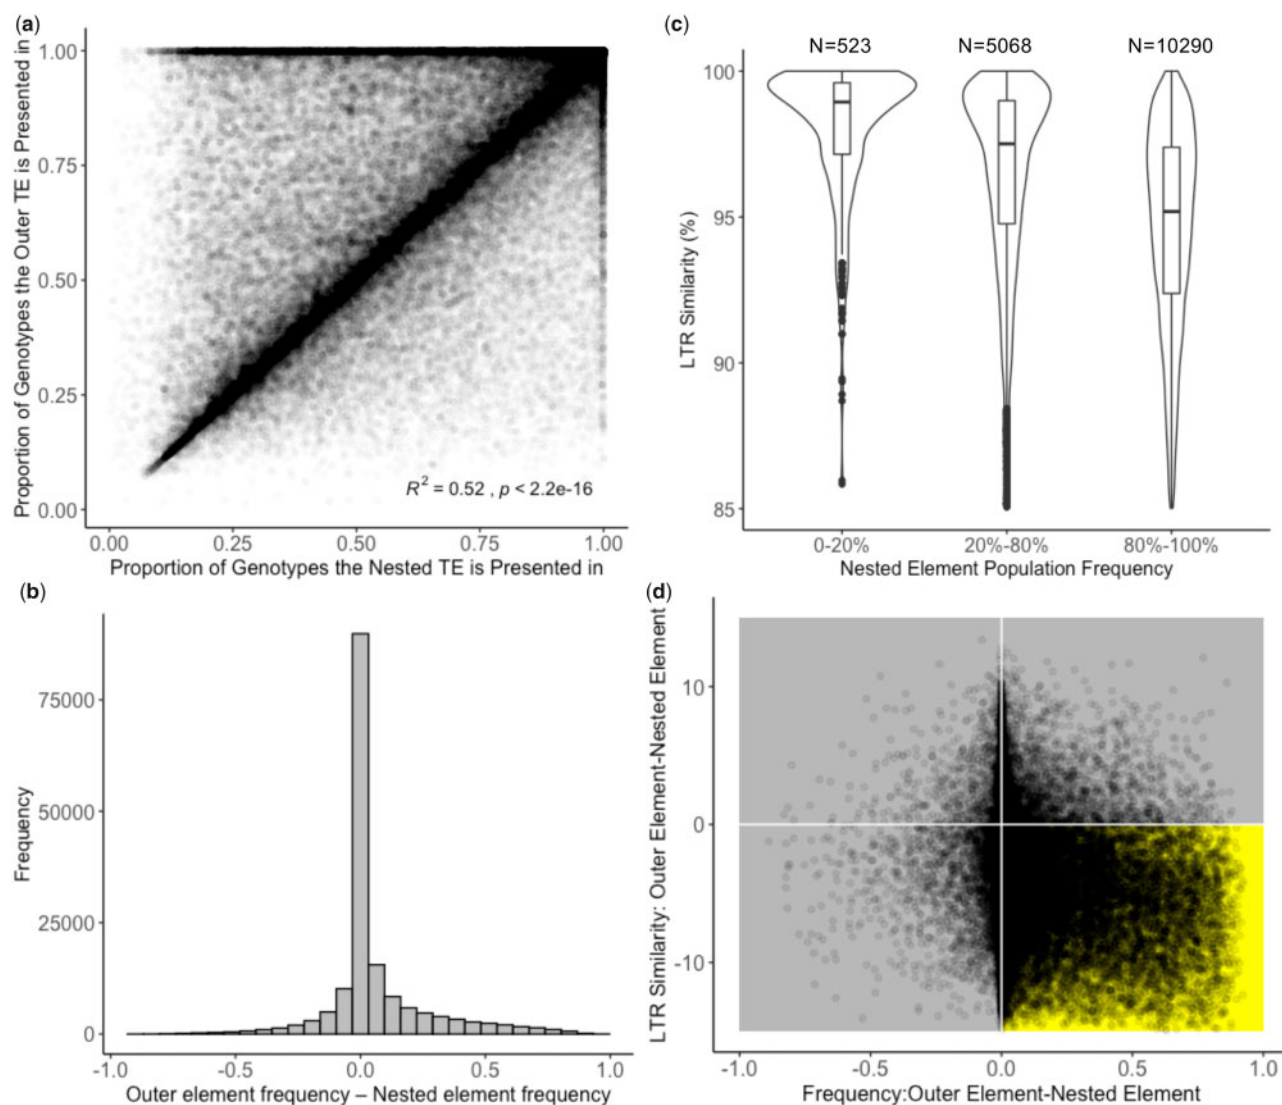 (a)
Proportion of Genotypes the Outer TE is Presented in
1.00
0.75
0.50
0.25
0.00
R² = 0.52 , p < 2.2e-16
0.00 0.25 0.50 0.75 1.00
Proportion of Genotypes the Nested TE is Presented in
(c)
N=523 N=5068 N=10290
LTR Similarity (%)
100
95
90
85
0-20% 20%-80% 80%-100%
Nested Element Population Frequency
(b)
Frequency
75000
50000
25000
0
-1.0 -0.5 0.0 0.5 1.0
Outer element frequency – Nested element frequency
(d)
LTR Similarity: Outer Element-Nested Element
10
0
-10
-1.0 -0.5 0.0 0.5 1.0
Frequency:Outer Element-Nested Element